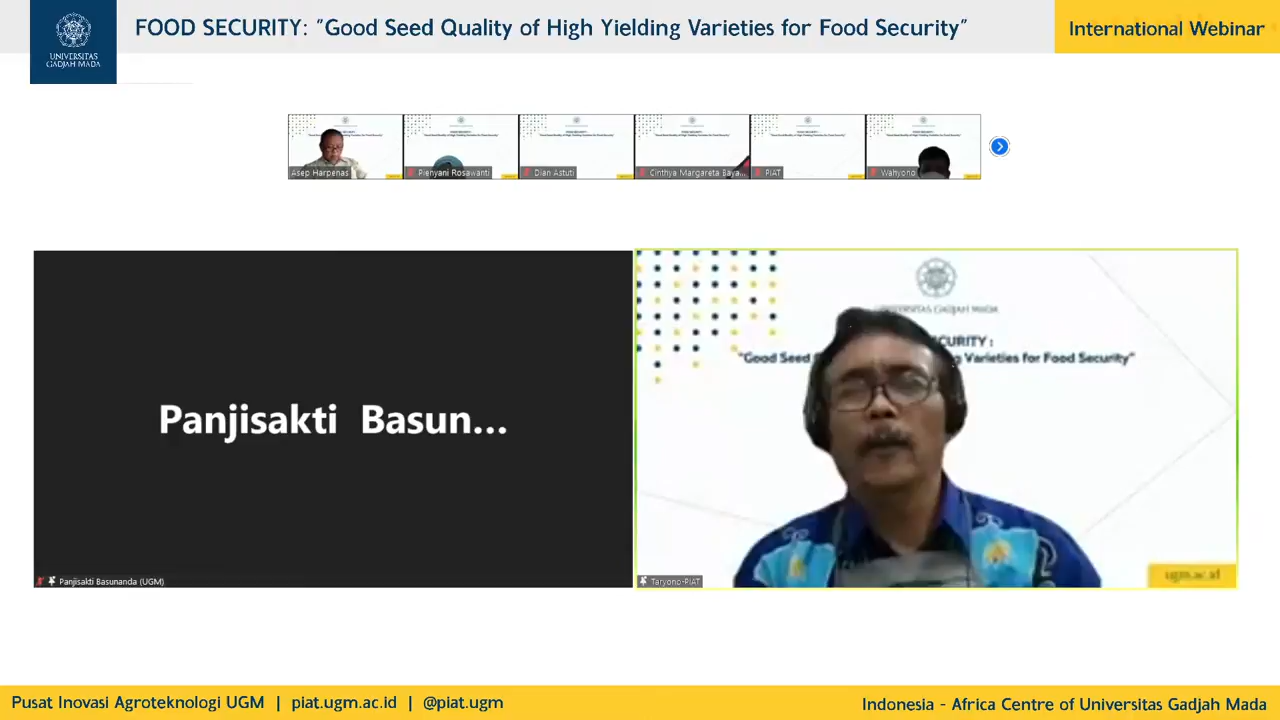 FOOD SECURITY: "Good Seed Quality of High Yielding Varieties for Food Security"
International Webinar
UNIVERSITAS
GADJAH MADA
Asep Harpenas
Pienyani Rosawanti
Dian Astuti
Cinthya Margareta Baya...
PIAT
Wahyono
Panjisakti Basun...
Panjisakti Basunanda (UGM)
UNIVERSITAS GADJAH MADA
CURITY :
"Good Seed
Varieties for Food Security"
Taryono-PIAT
ugm.ac.id
Pusat Inovasi Agroteknologi UGM | piat.ugm.ac.id | @piat.ugm
Indonesia - Africa Centre of Universitas Gadjah Mada